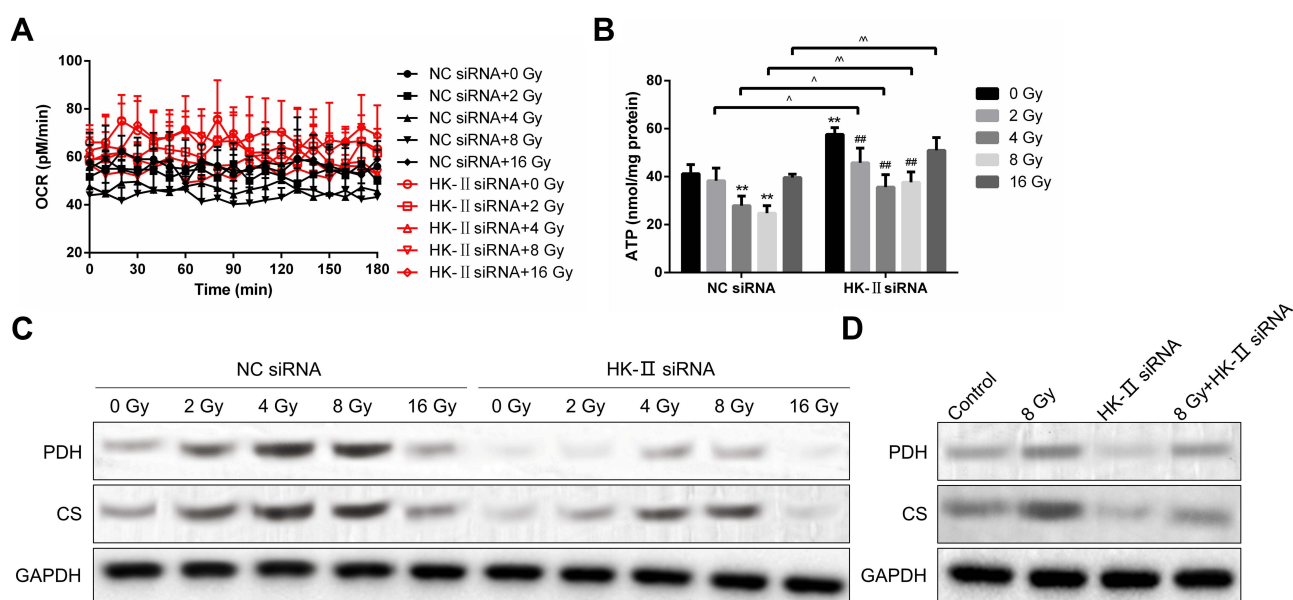 A
100
80
60
40
20
OCR (pM/min)
0 30 60 90 120 150 180
Time (min)
NC siRNA+0 Gy
NC siRNA+2 Gy
NC siRNA+4 Gy
NC siRNA+8 Gy
NC siRNA+16 Gy
HK-Ⅱ siRNA+0 Gy
HK-Ⅱ siRNA+2 Gy
HK-Ⅱ siRNA+4 Gy
HK-Ⅱ siRNA+8 Gy
HK-Ⅱ siRNA+16 Gy
B
80
60
40
20
0
ATP (nmol/mg protein)
^^
^^
^
^
** **
** ## ## ##
NC siRNA HK-Ⅱ siRNA
0 Gy
2 Gy
4 Gy
8 Gy
16 Gy
C
NC siRNA HK-Ⅱ siRNA
0 Gy 2 Gy 4 Gy 8 Gy 16 Gy 0 Gy 2 Gy 4 Gy 8 Gy 16 Gy
PDH
CS
GAPDH
D
Control 8 Gy HK-Ⅱ siRNA 8 Gy+HK-Ⅱ siRNA
PDH
CS
GAPDH